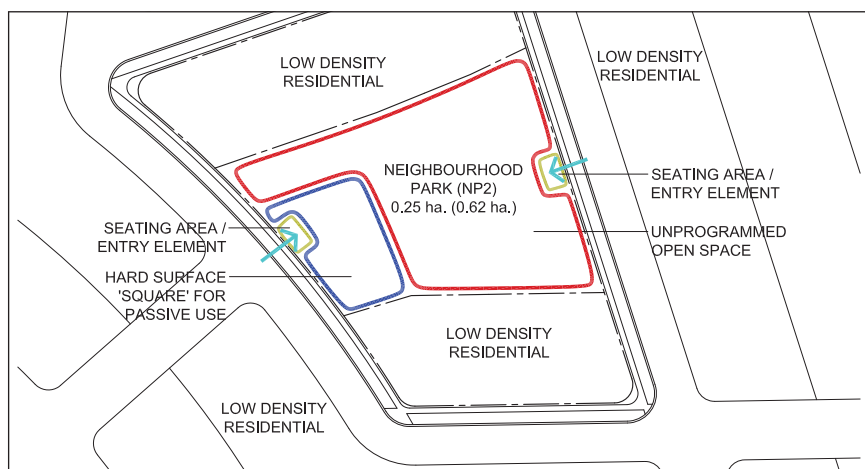 LOW DENSITY
RESIDENTIAL
LOW DENSITY
RESIDENTIAL
NEIGHBOURHOOD
PARK (NP2)
0.25 ha. (0.62 ha.)
SEATING AREA /
ENTRY ELEMENT
UNPROGRAMMED
OPEN SPACE
SEATING AREA /
ENTRY ELEMENT
HARD SURFACE
'SQUARE' FOR
PASSIVE USE
LOW DENSITY
RESIDENTIAL
LOW DENSITY
RESIDENTIAL